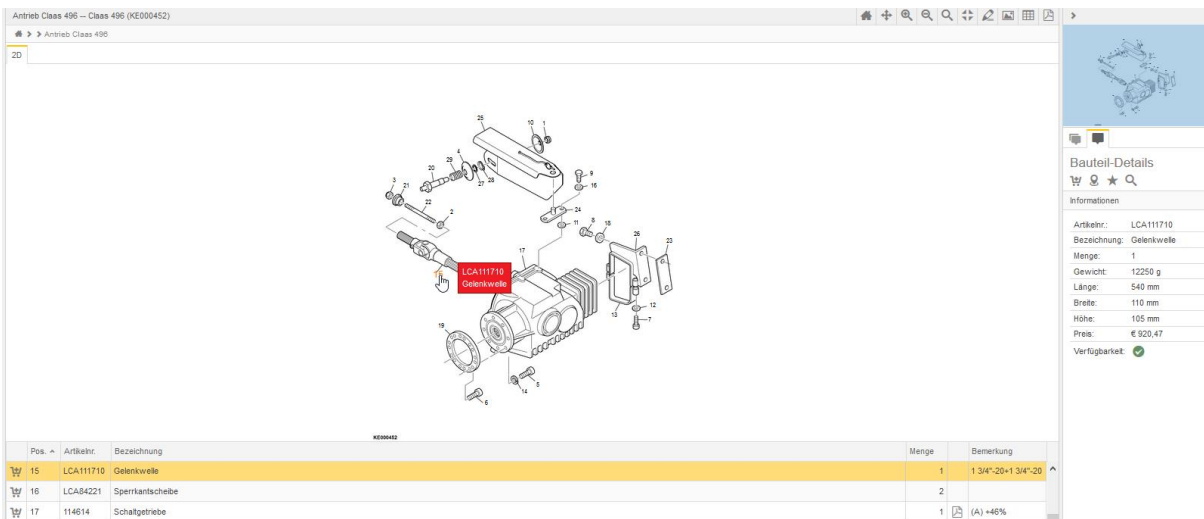 Antrieb Claas 496 -- Claas 496 (KE000452)
Antrieb Claas 496
2D
25
10
1
4
29
20
27
28
9
16
3
21
22
2
24
11
8
18
17
26
23
15
LCA111710
Gelenkwelle
12
13
7
19
5
14
6
KE000452
Pos. Artikelnr. Bezeichnung Menge Bemerkung
15 LCA111710 Gelenkwelle 1 1 3/4"-20+1 3/4"-20
16 LCA84221 Sperrkantscheibe 2
17 114614 Schaltgetriebe 1 (A) +46%
Bauteil-Details
Informationen
Artikelnr.: LCA111710
Bezeichnung: Gelenkwelle
Menge: 1
Gewicht: 12250 g
Länge: 540 mm
Breite: 110 mm
Höhe: 105 mm
Preis: € 920,47
Verfügbarkeit: